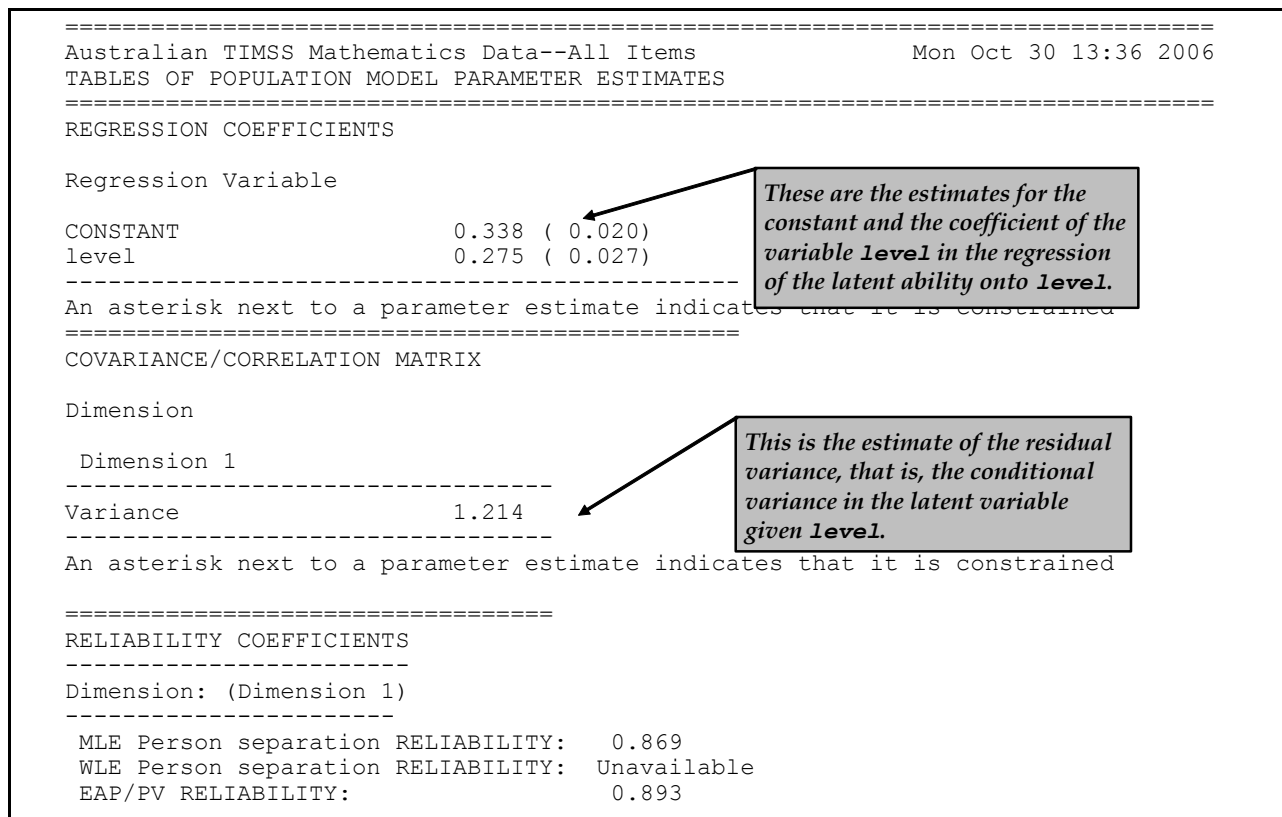 ================================================================================
Australian TIMSS Mathematics Data--All Items Mon Oct 30 13:36 2006
TABLES OF POPULATION MODEL PARAMETER ESTIMATES
================================================================================
REGRESSION COEFFICIENTS
Regression Variable
CONSTANT 0.338 ( 0.020)
level 0.275 ( 0.027)
-----------------------------------------------
An asterisk next to a parameter estimate indicates that it is constrained
===============================================
These are the estimates for the
constant and the coefficient of the
variable level in the regression
of the latent ability onto level.
COVARIANCE/CORRELATION MATRIX
Dimension
Dimension 1
----------------------------------
Variance 1.214
----------------------------------
This is the estimate of the residual
variance, that is, the conditional
variance in the latent variable
given level.
An asterisk next to a parameter estimate indicates that it is constrained
==================================
RELIABILITY COEFFICIENTS
------------------------
Dimension: (Dimension 1)
-----------------------
MLE Person separation RELIABILITY: 0.869
WLE Person separation RELIABILITY: Unavailable
EAP/PV RELIABILITY: 0.893